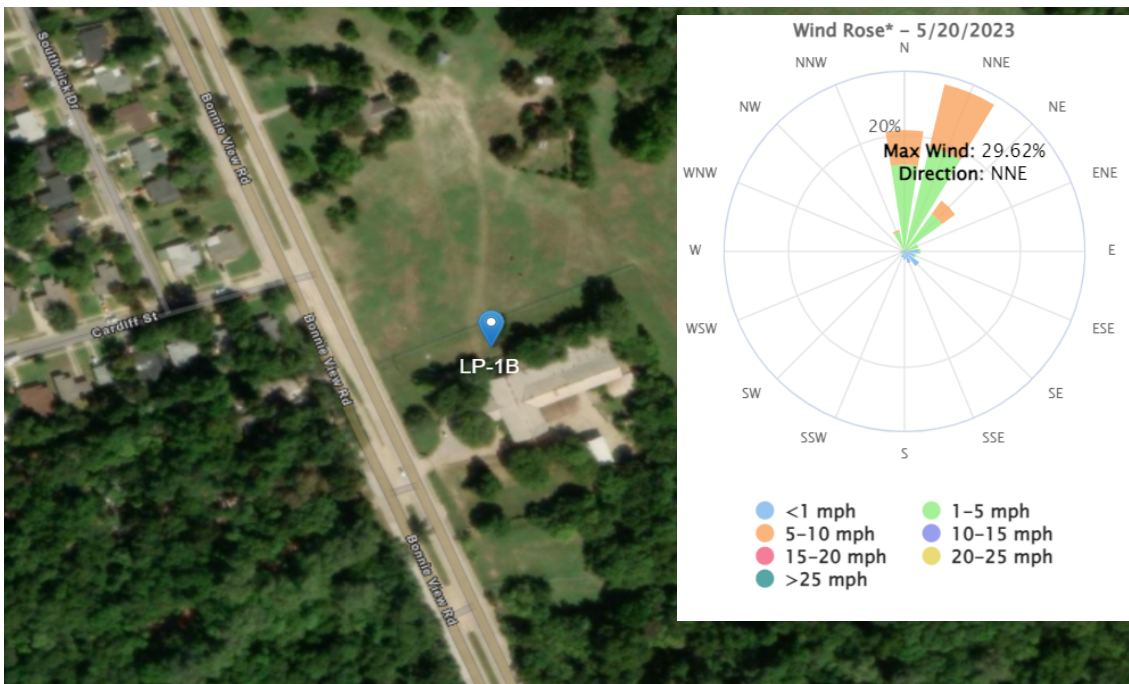 Southwick Dr
Bonnie View Rd
Cardiff St
Bonnie View Rd
LP-1B
Bonnie View Rd
Wind Rose* – 5/20/2023
N
NNW
NNE
NW
NE
20%
Max Wind: 29.62%
Direction: NNE
WNW
ENE
W
E
WSW
ESE
SW
SE
SSW
SSE
S
<1 mph
1–5 mph
5–10 mph
10–15 mph
15–20 mph
20–25 mph
>25 mph